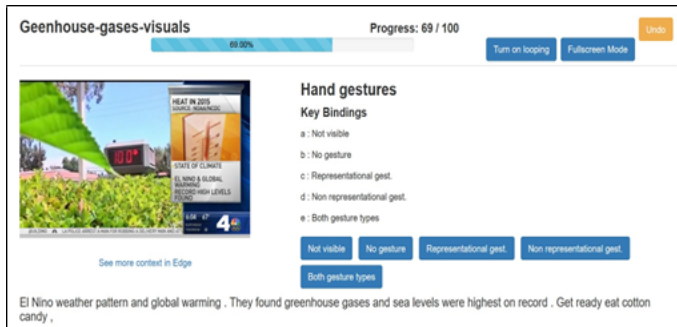 Geenhouse-gases-visuals
Progress: 69 / 100
Undo
69.00%
Turn on looping
Fullscreen Mode
HEAT IN 2015
SOURCE: NOAA/NCDC
100°
STATE OF CLIMATE
EL NINO & GLOBAL
WARMING
RECORD HIGH LEVELS
FOUND
6:04 67
4
See more context in Edge
Hand gestures
Key Bindings
a : Not visible
b : No gesture
c : Representational gest.
d : Non representational gest.
e : Both gesture types
Not visible
No gesture
Representational gest.
Non representational gest.
Both gesture types
El Nino weather pattern and global warming . They found greenhouse gases and sea levels were highest on record . Get ready eat cotton
candy ,